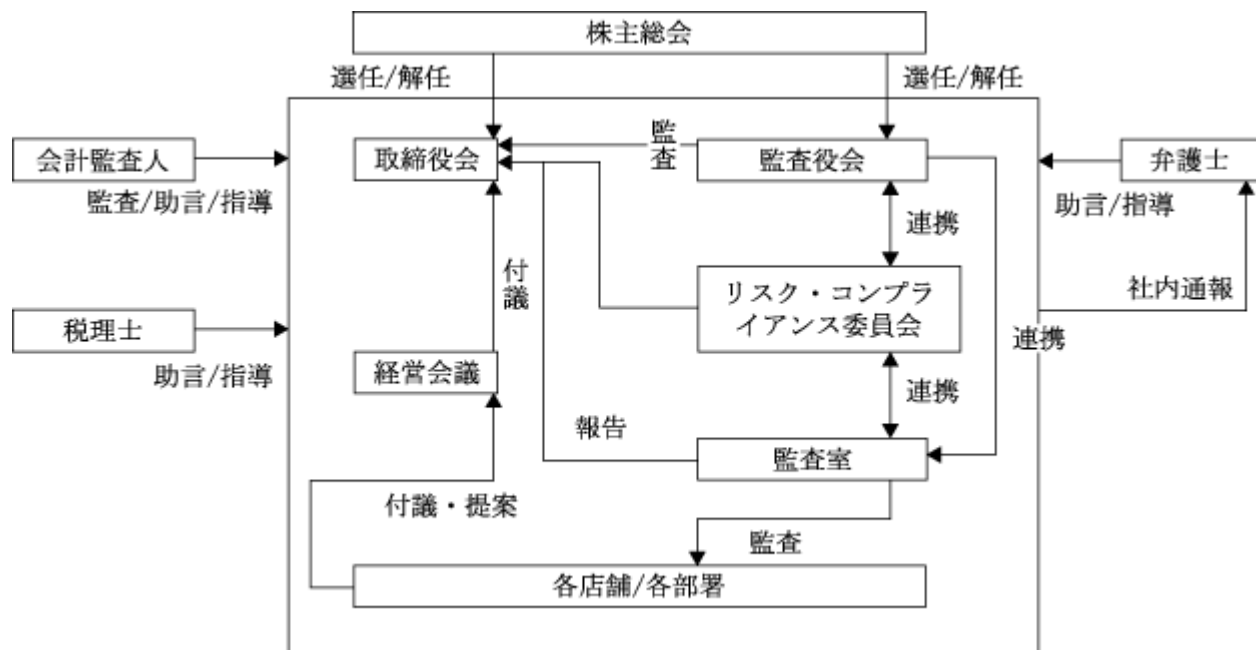 株主総会
選任/解任
選任/解任
会計監査人
監査/助言/指導
取締役会
監査
監査役会
弁護士
助言/指導
連携
付議
リスク・コンプラ
イアンス委員会
社内通報
税理士
助言/指導
連携
経営会議
連携
報告
監査室
付議・提案
監査
各店舗/各部署